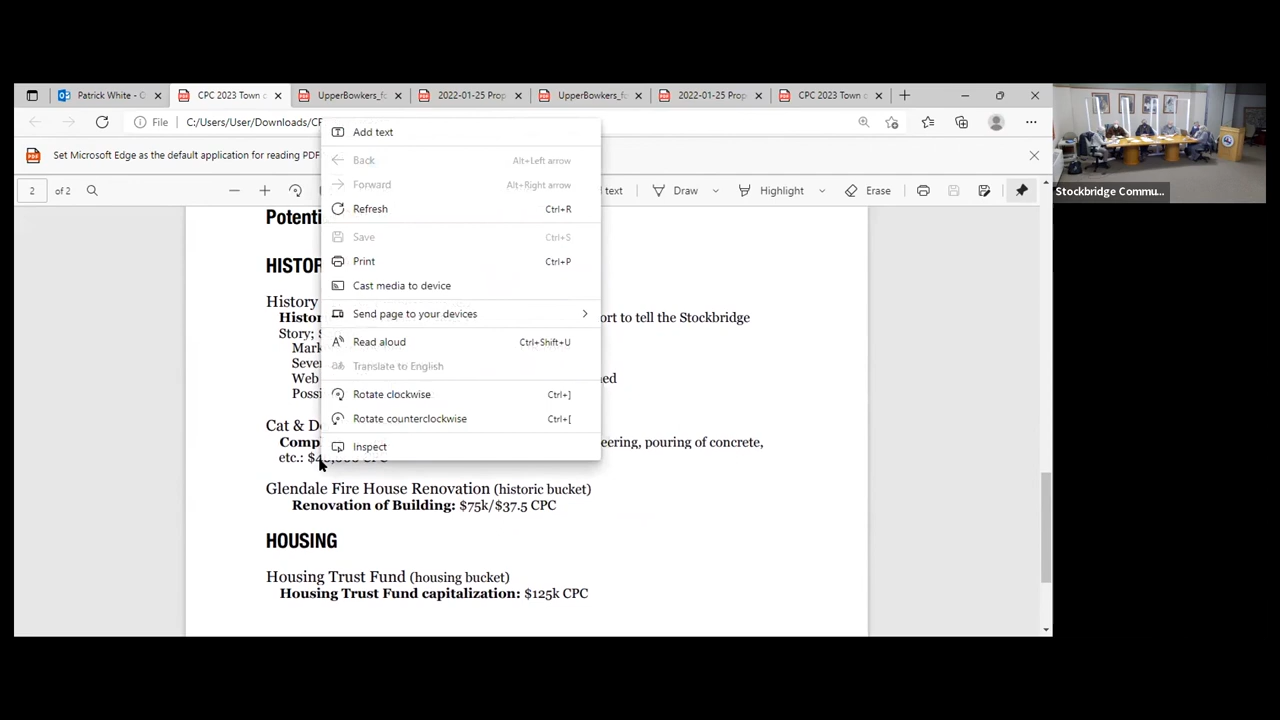 Patrick White - O
CPC 2023 Town o
UpperBowkers_fo
2022-01-25 Prop
UpperBowkers_fo
2022-01-25 Prop
CPC 2023 Town o
File
C:/Users/User/Downloads/CP
Set Microsoft Edge as the default application for reading PDF
2 of 2
text
Draw
Highlight
Erase
Add text
Back Alt+Left arrow
Forward Alt+Right arrow
Refresh Ctrl+R
Save Ctrl+S
Print Ctrl+P
Cast media to device
Send page to your devices
Read aloud Ctrl+Shift+U
Translate to English
Rotate clockwise Ctrl+]
Rotate counterclockwise Ctrl+[
Inspect
Potenti
HISTOR
History
Histor ort to tell the Stockbridge
Story; $
Mark
Sever
Web ed
Possi
Cat & Do
Comp eering, pouring of concrete,
etc.: CPC
Glendale Fire House Renovation (historic bucket)
Renovation of Building: $75k/$37.5 CPC
HOUSING
Housing Trust Fund (housing bucket)
Housing Trust Fund capitalization: $125k CPC
Stockbridge Commu...